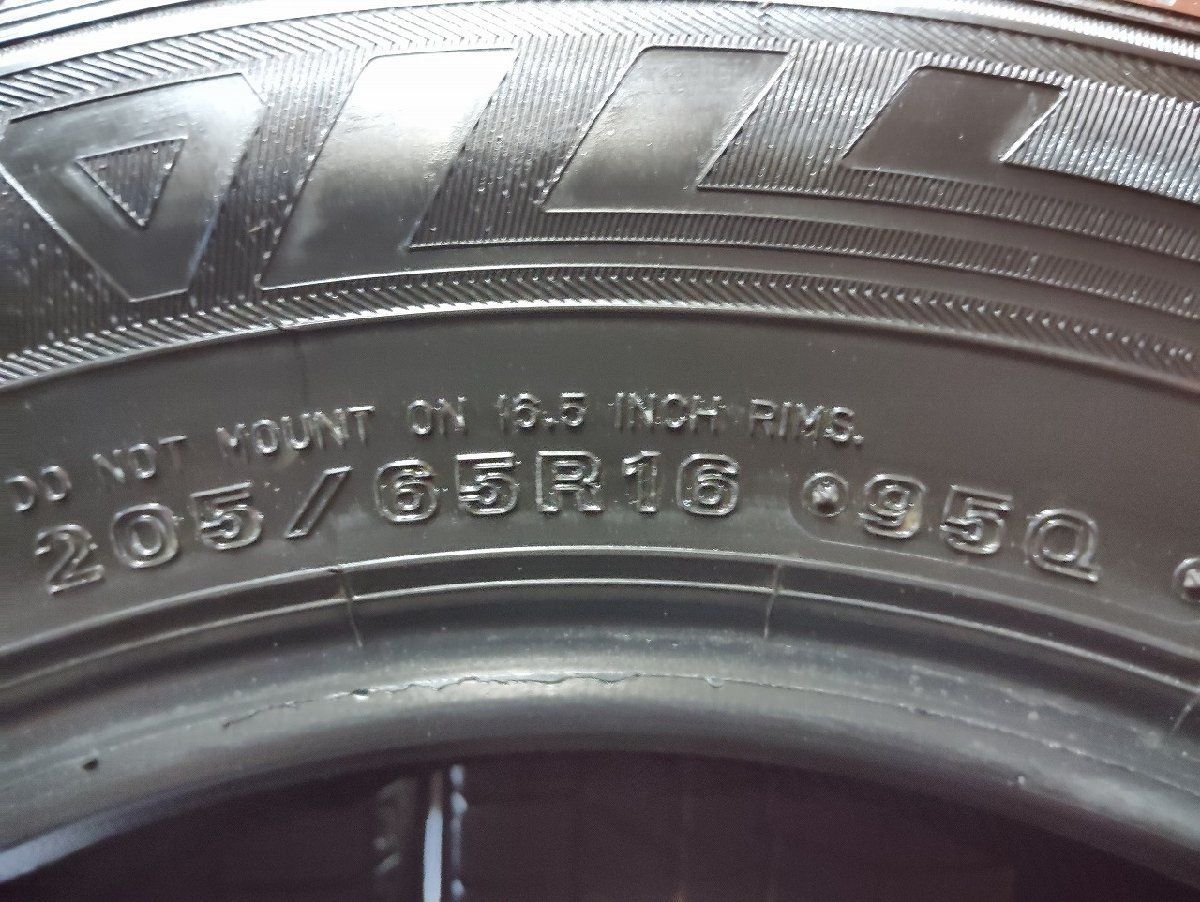 DO NOT MOUNT ON 16.5 INCH RIMS.
205/65R16 95Q